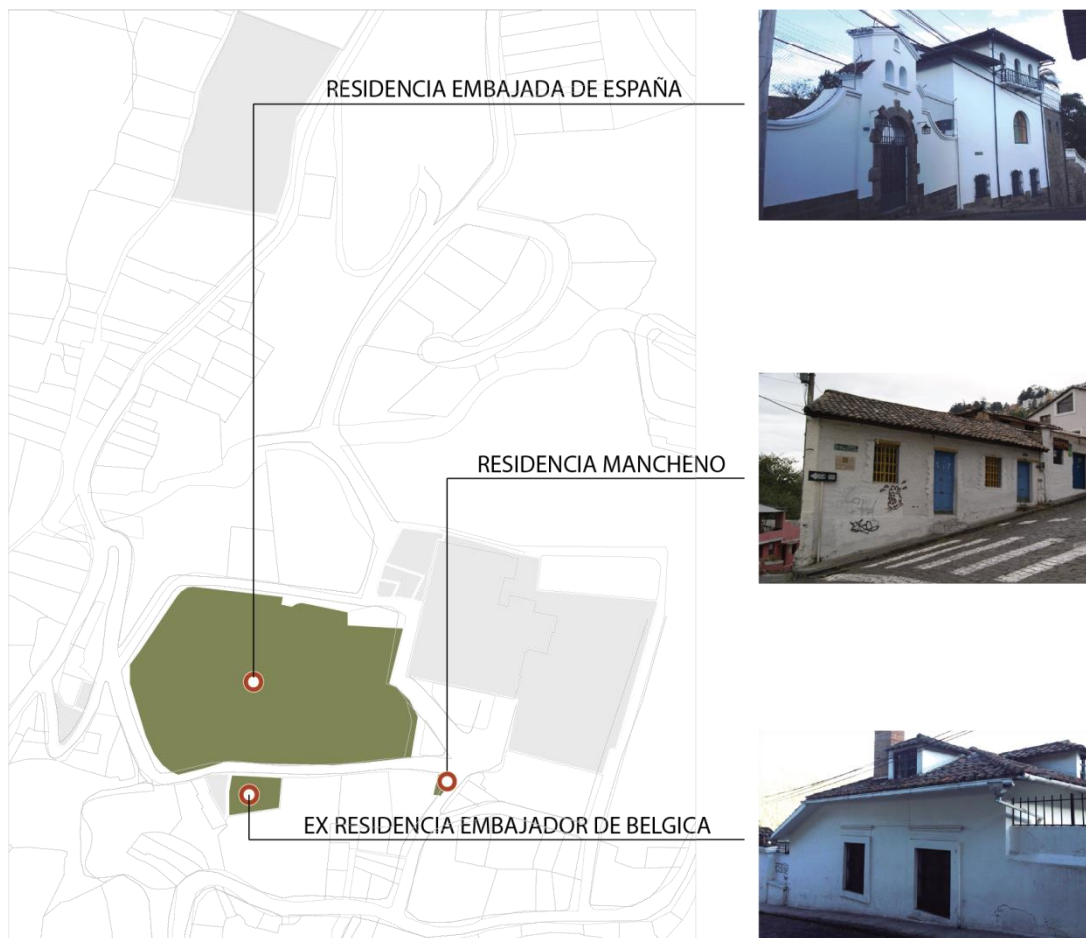 RESIDENCIA EMBAJADA DE ESPAÑA
RESIDENCIA MANCHENO
EX RESIDENCIA EMBAJADOR DE BELGICA